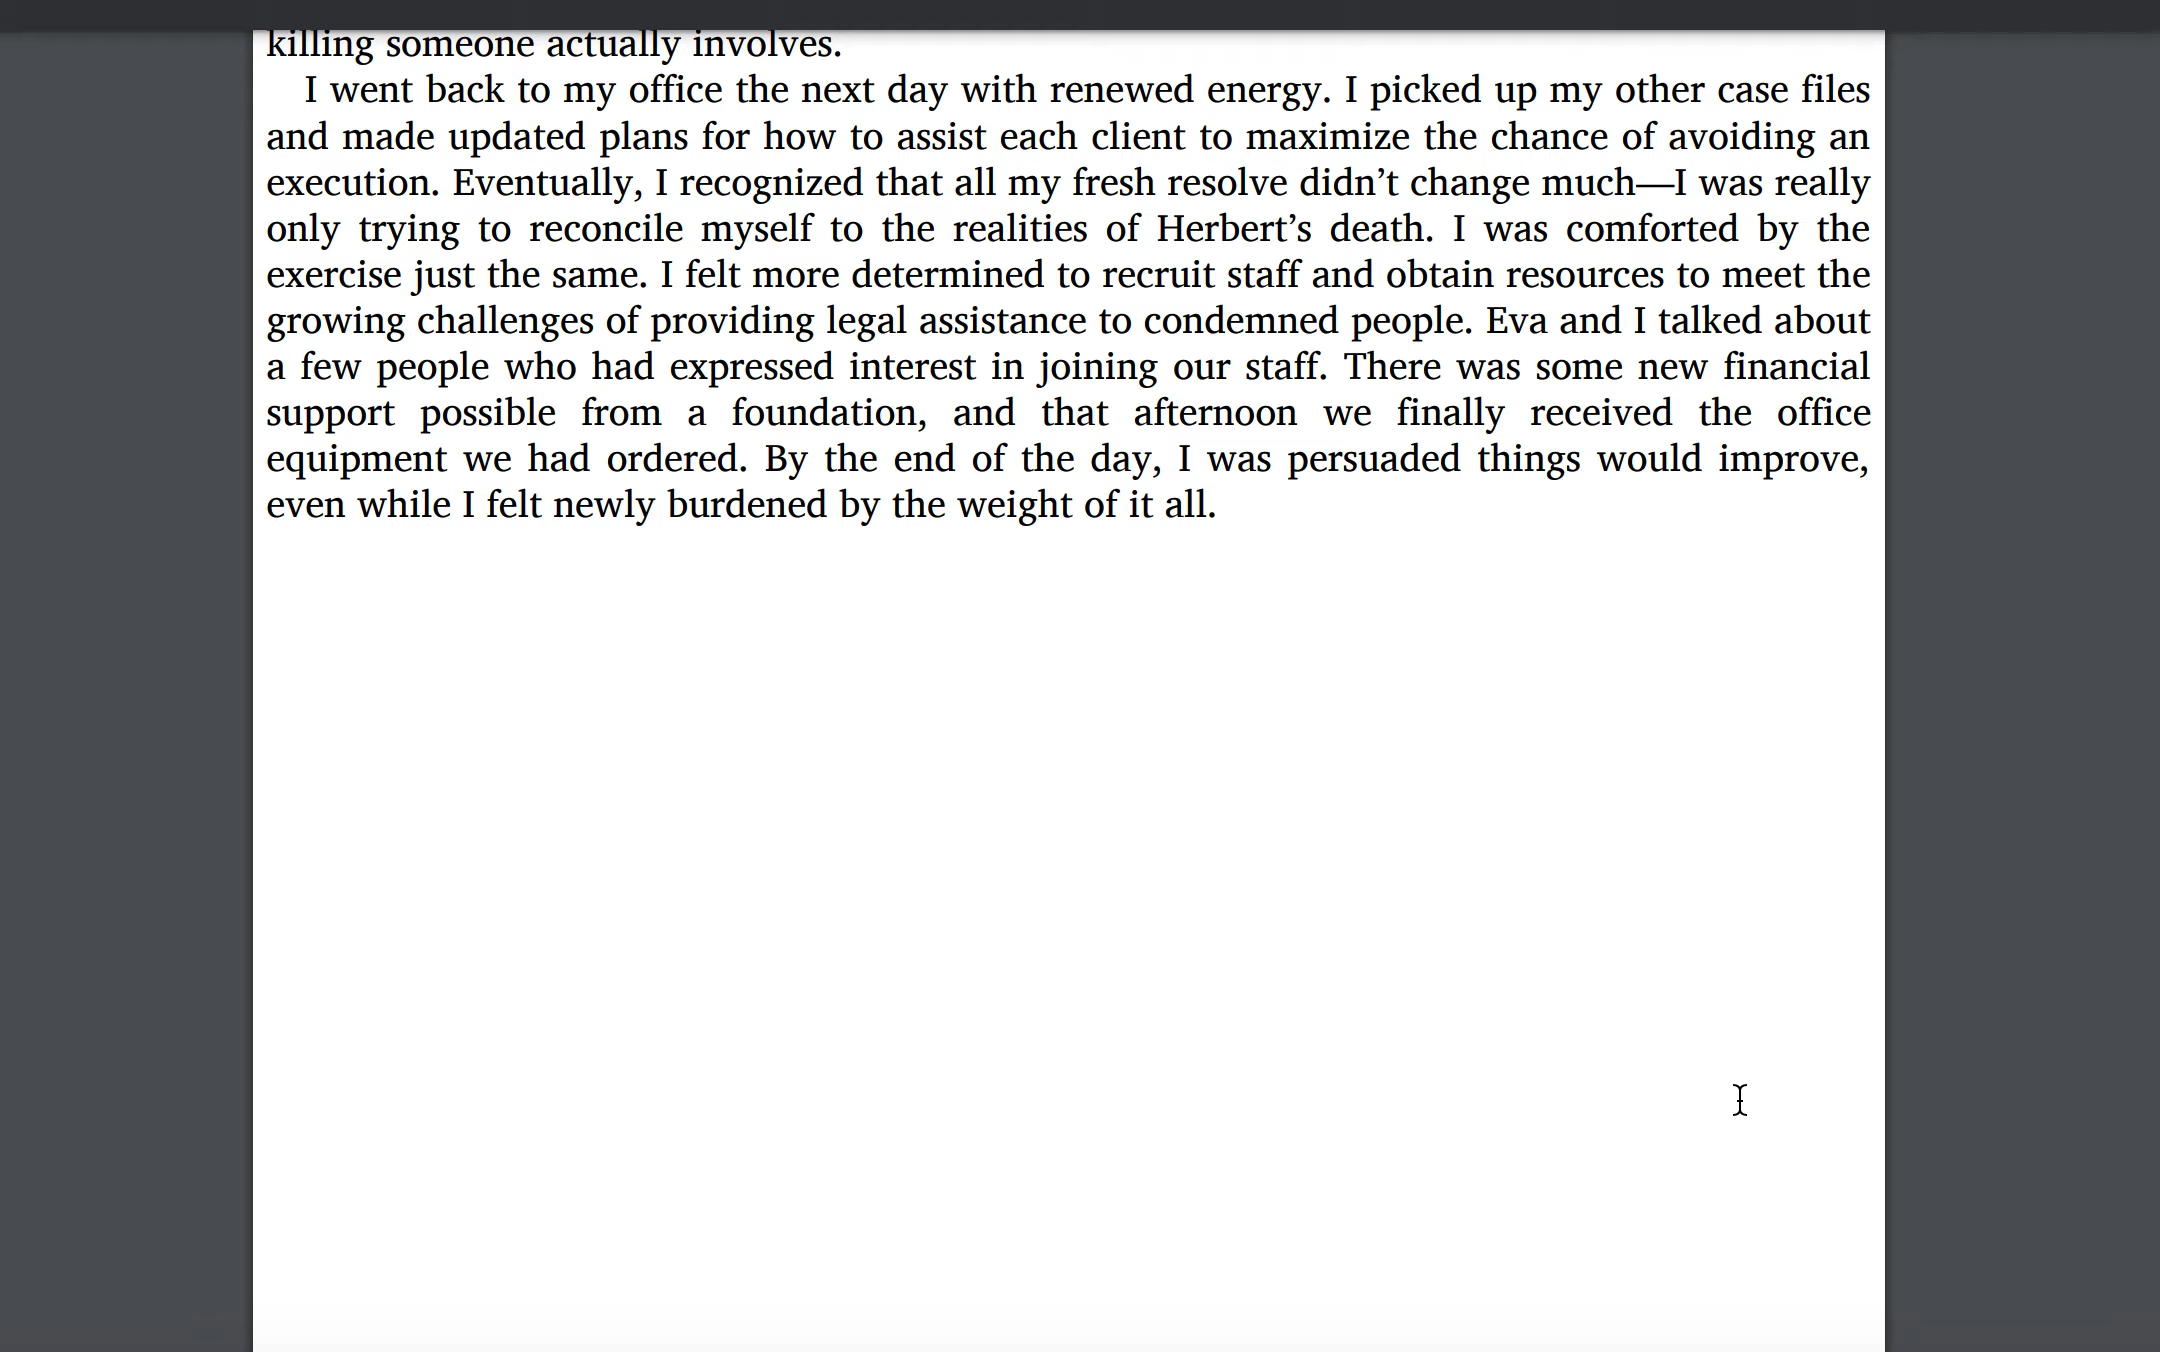 killing someone actually involves.
I went back to my office the next day with renewed energy. I picked up my other case files
and made updated plans for how to assist each client to maximize the chance of avoiding an
execution. Eventually, I recognized that all my fresh resolve didn’t change much—I was really
only trying to reconcile myself to the realities of Herbert’s death. I was comforted by the
exercise just the same. I felt more determined to recruit staff and obtain resources to meet the
growing challenges of providing legal assistance to condemned people. Eva and I talked about
a few people who had expressed interest in joining our staff. There was some new financial
support possible from a foundation, and that afternoon we finally received the office
equipment we had ordered. By the end of the day, I was persuaded things would improve,
even while I felt newly burdened by the weight of it all.